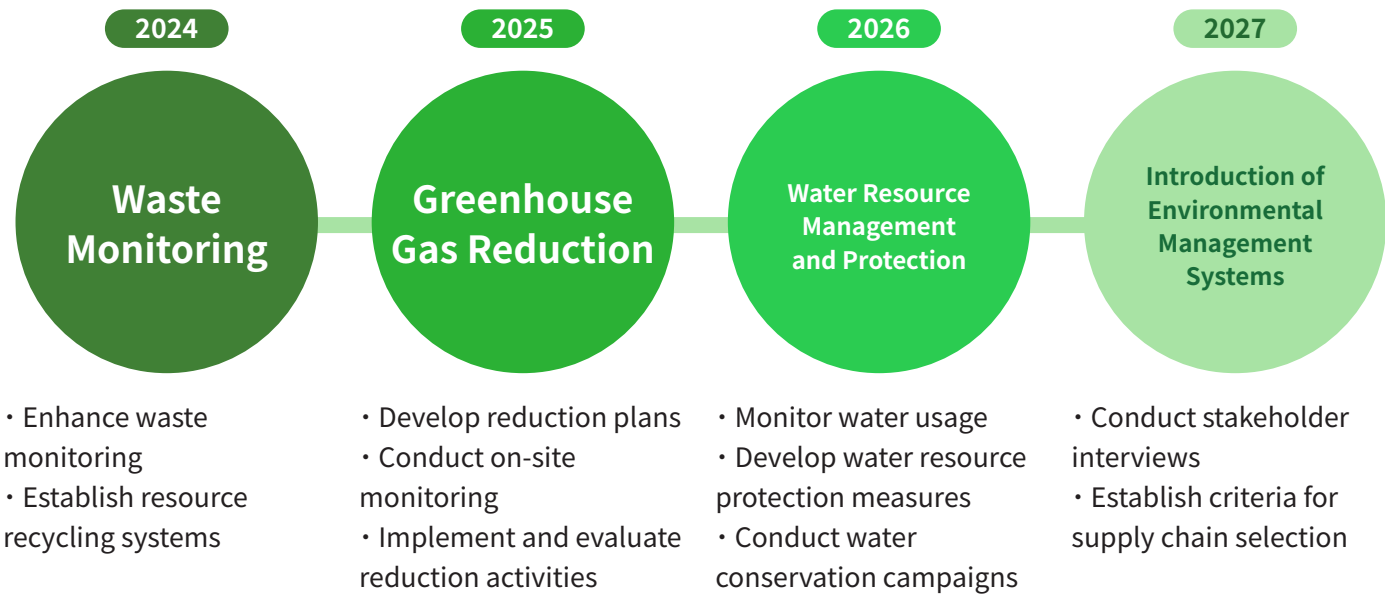 2024
Waste
Monitoring
・Enhance waste
monitoring
・Establish resource
recycling systems
2025
Greenhouse
Gas Reduction
・Develop reduction plans
・Conduct on-site
monitoring
・Implement and evaluate
reduction activities
2026
Water Resource
Management
and Protection
・Monitor water usage
・Develop water resource
protection measures
・Conduct water
conservation campaigns
2027
Introduction of
Environmental
Management
Systems
・Conduct stakeholder
interviews
・Establish criteria for
supply chain selection